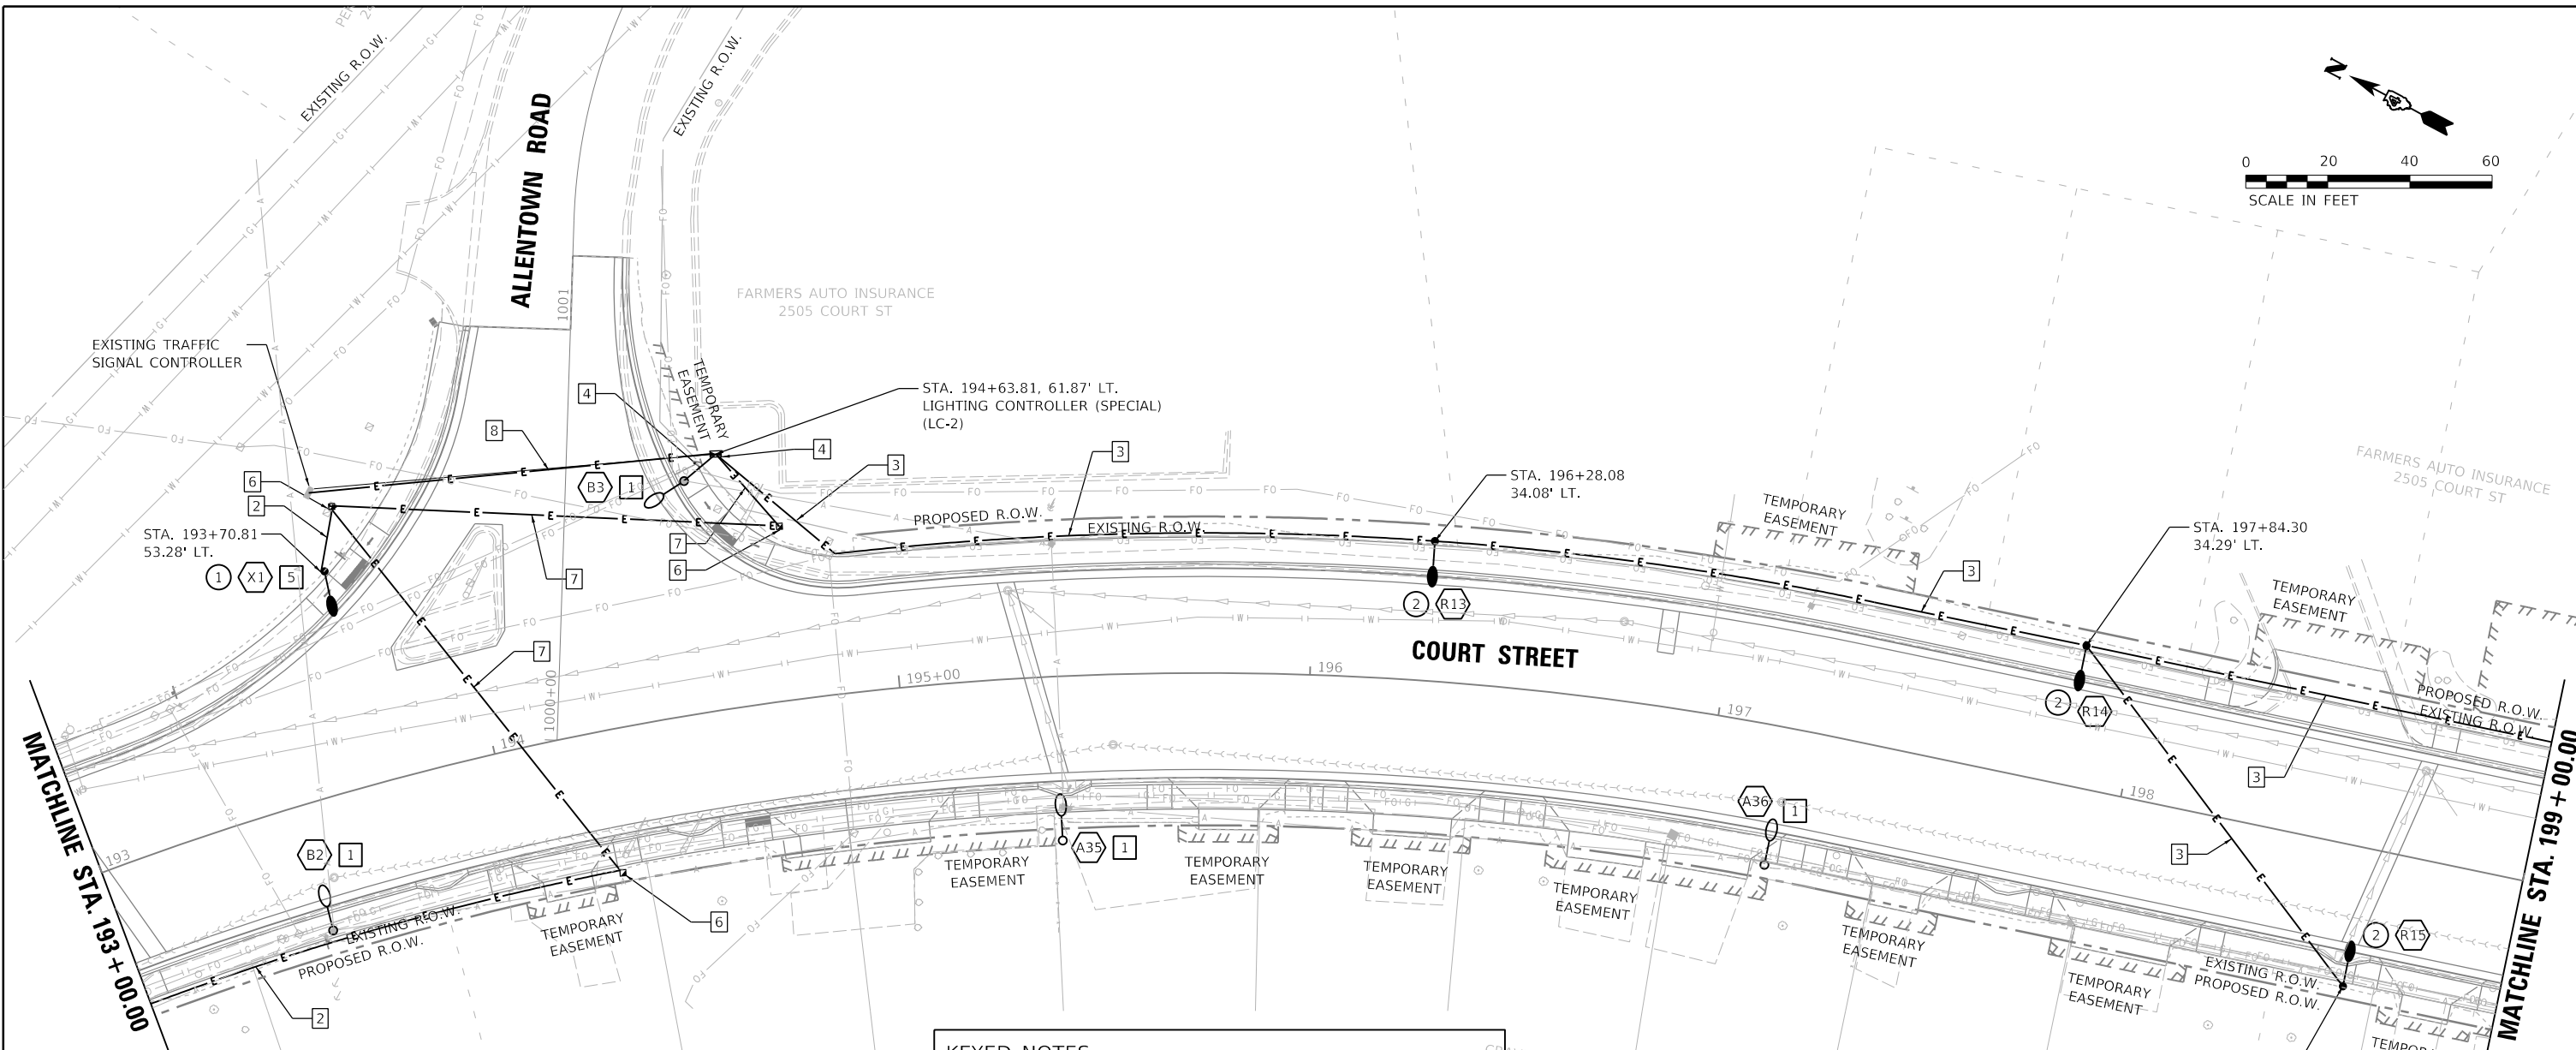 EXISTING R.O.W.
EXISTING R.O.W.
ALLENTOWN ROAD
1001
N
0 20 40 60
SCALE IN FEET
FARMERS AUTO INSURANCE
2505 COURT ST
EXISTING TRAFFIC
SIGNAL CONTROLLER
TEMPORARY
EASEMENT
4
STA. 194+63.81, 61.87' LT.
LIGHTING CONTROLLER (SPECIAL)
(LC-2)
8
4
3
3
6
2
B3
1
STA. 193+70.81
53.28' LT.
1
X1
5
7
6
7
7
PROPOSED R.O.W.
EXISTING R.O.W.
STA. 196+28.08
34.08' LT.
2
R13
TEMPORARY
EASEMENT
FARMERS AUTO INSURANCE
2505 COURT ST
STA. 197+84.30
34.29' LT.
3
2
R14
TEMPORARY
EASEMENT
PROPOSED R.O.W.
EXISTING R.O.W.
3
COURT STREET
1000+00
193
194
195+00
196
197
198
MATCHLINE STA. 193+00.00
MATCHLINE STA. 199+00.00
B2
1
A35
1
A36
1
3
2
R15
EXISTING R.O.W.
PROPOSED R.O.W.
2
6
TEMPORARY
EASEMENT
TEMPORARY
EASEMENT
TEMPORARY
EASEMENT
TEMPORARY
EASEMENT
TEMPORARY
EASEMENT
TEMPORARY
EASEMENT
TEMPORARY
EASEMENT
EXISTING R.O.W.
PROPOSED R.O.W.
KEYED NOTES